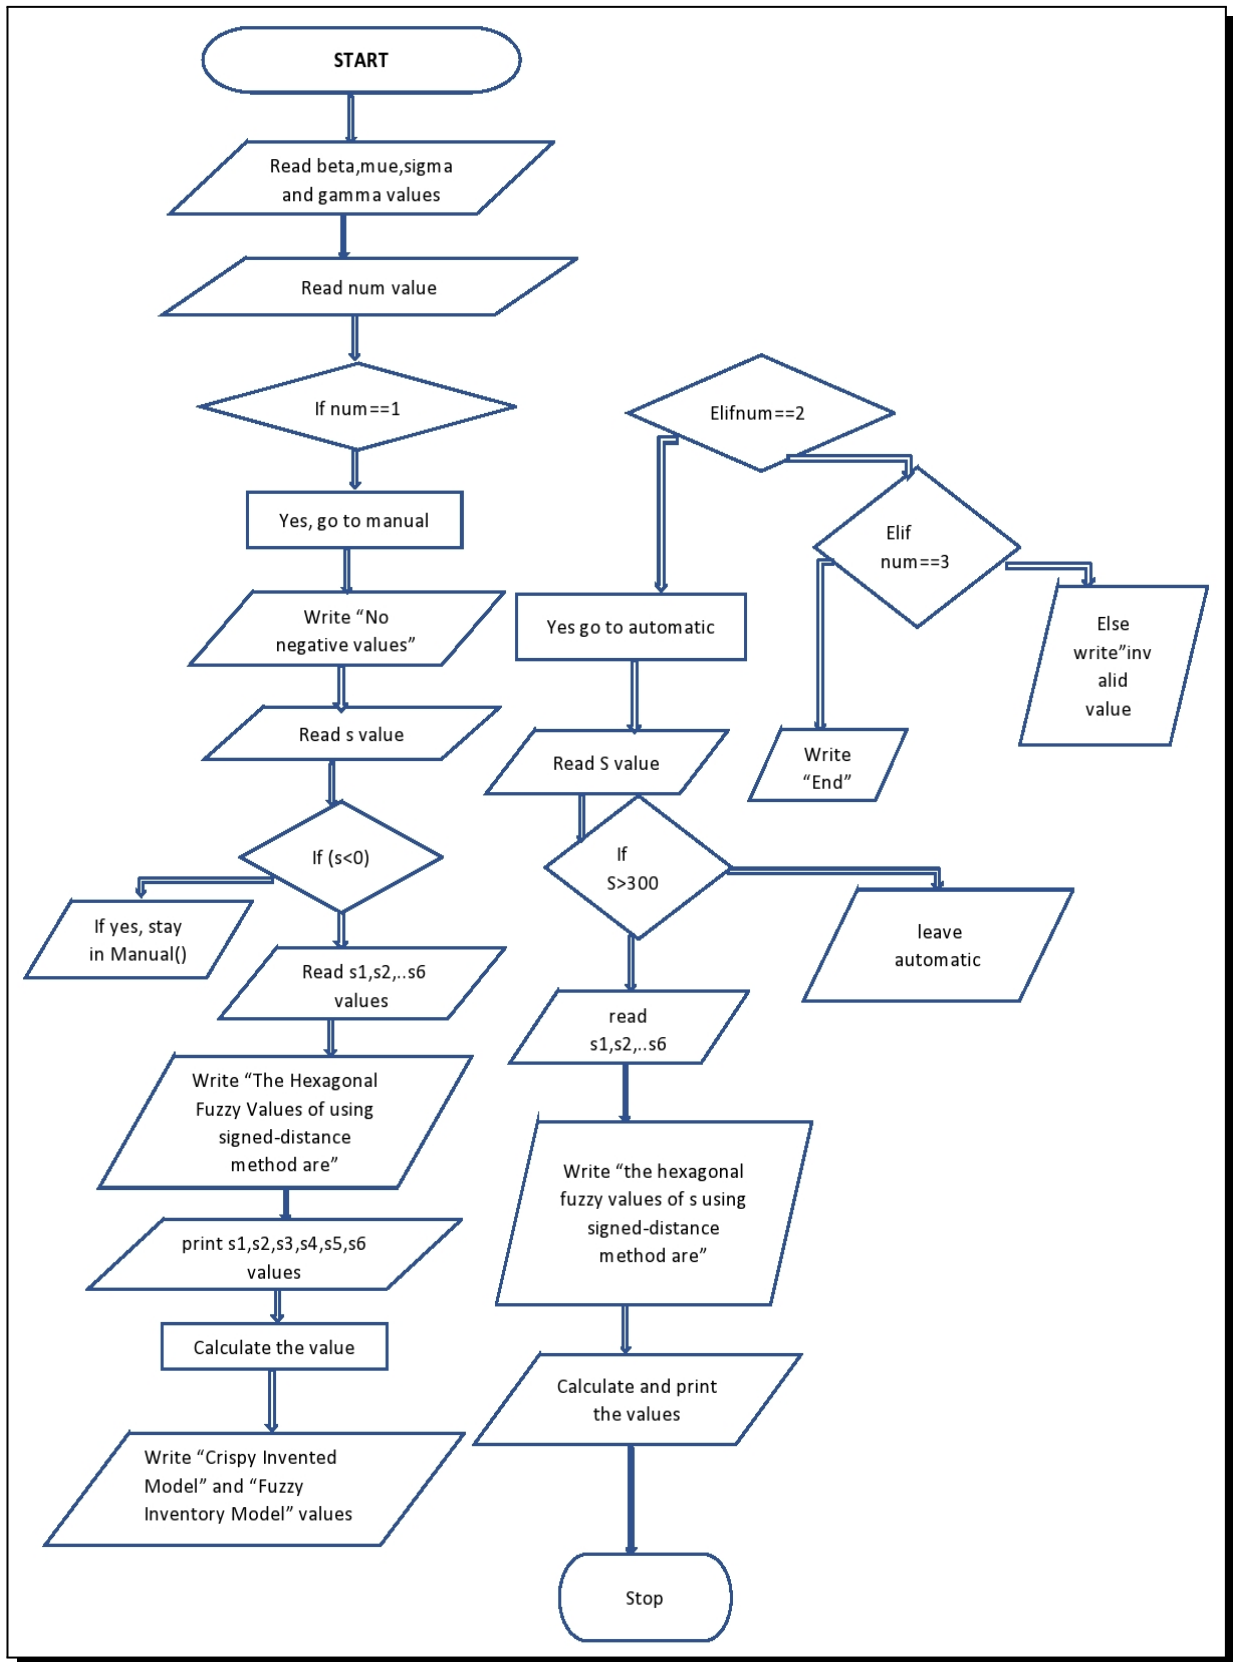 START
Read beta,mue,sigma
and gamma values
Read num value
If num==1
Yes, go to manual
Write “No
negative values”
Read s value
If (s<0)
If yes, stay
in Manual()
Read s1,s2,..s6
values
Write “The Hexagonal
Fuzzy Values of using
signed-distance
method are”
print s1,s2,s3,s4,s5,s6
values
Calculate the value
Write “Crispy Invented
Model” and “Fuzzy
Inventory Model” values
Elifnum==2
Elif
num==3
Else
write”inv
alid
value
Write
“End”
Yes go to automatic
Read S value
If
S>300
leave
automatic
read
s1,s2,..s6
Write “the hexagonal
fuzzy values of s using
signed-distance
method are”
Calculate and print
the values
Stop